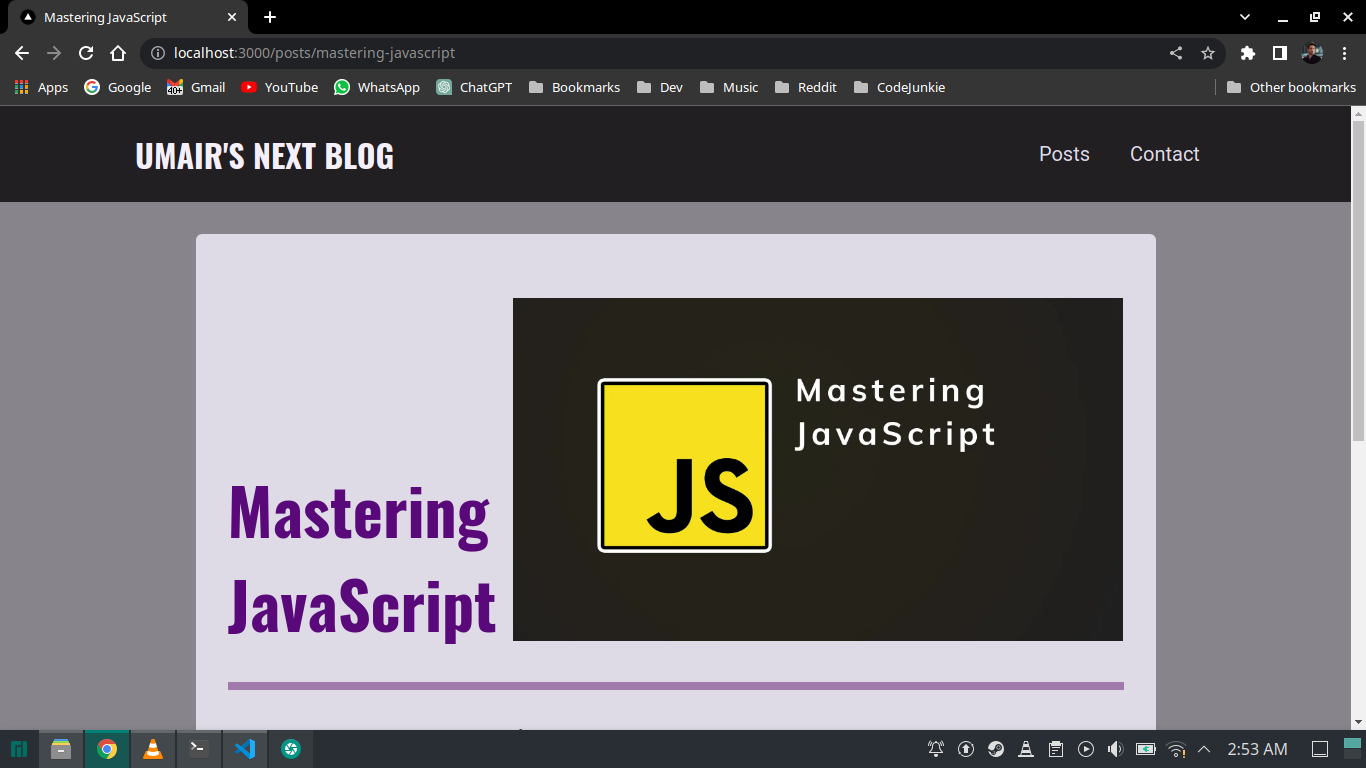 Mastering JavaScript
localhost:3000/posts/mastering-javascript
Apps Google 40+ Gmail YouTube WhatsApp ChatGPT Bookmarks Dev Music Reddit CodeJunkie Other bookmarks
UMAIR'S NEXT BLOG Posts Contact
Mastering
JavaScript
Mastering
JavaScript
JS
2:53 AM